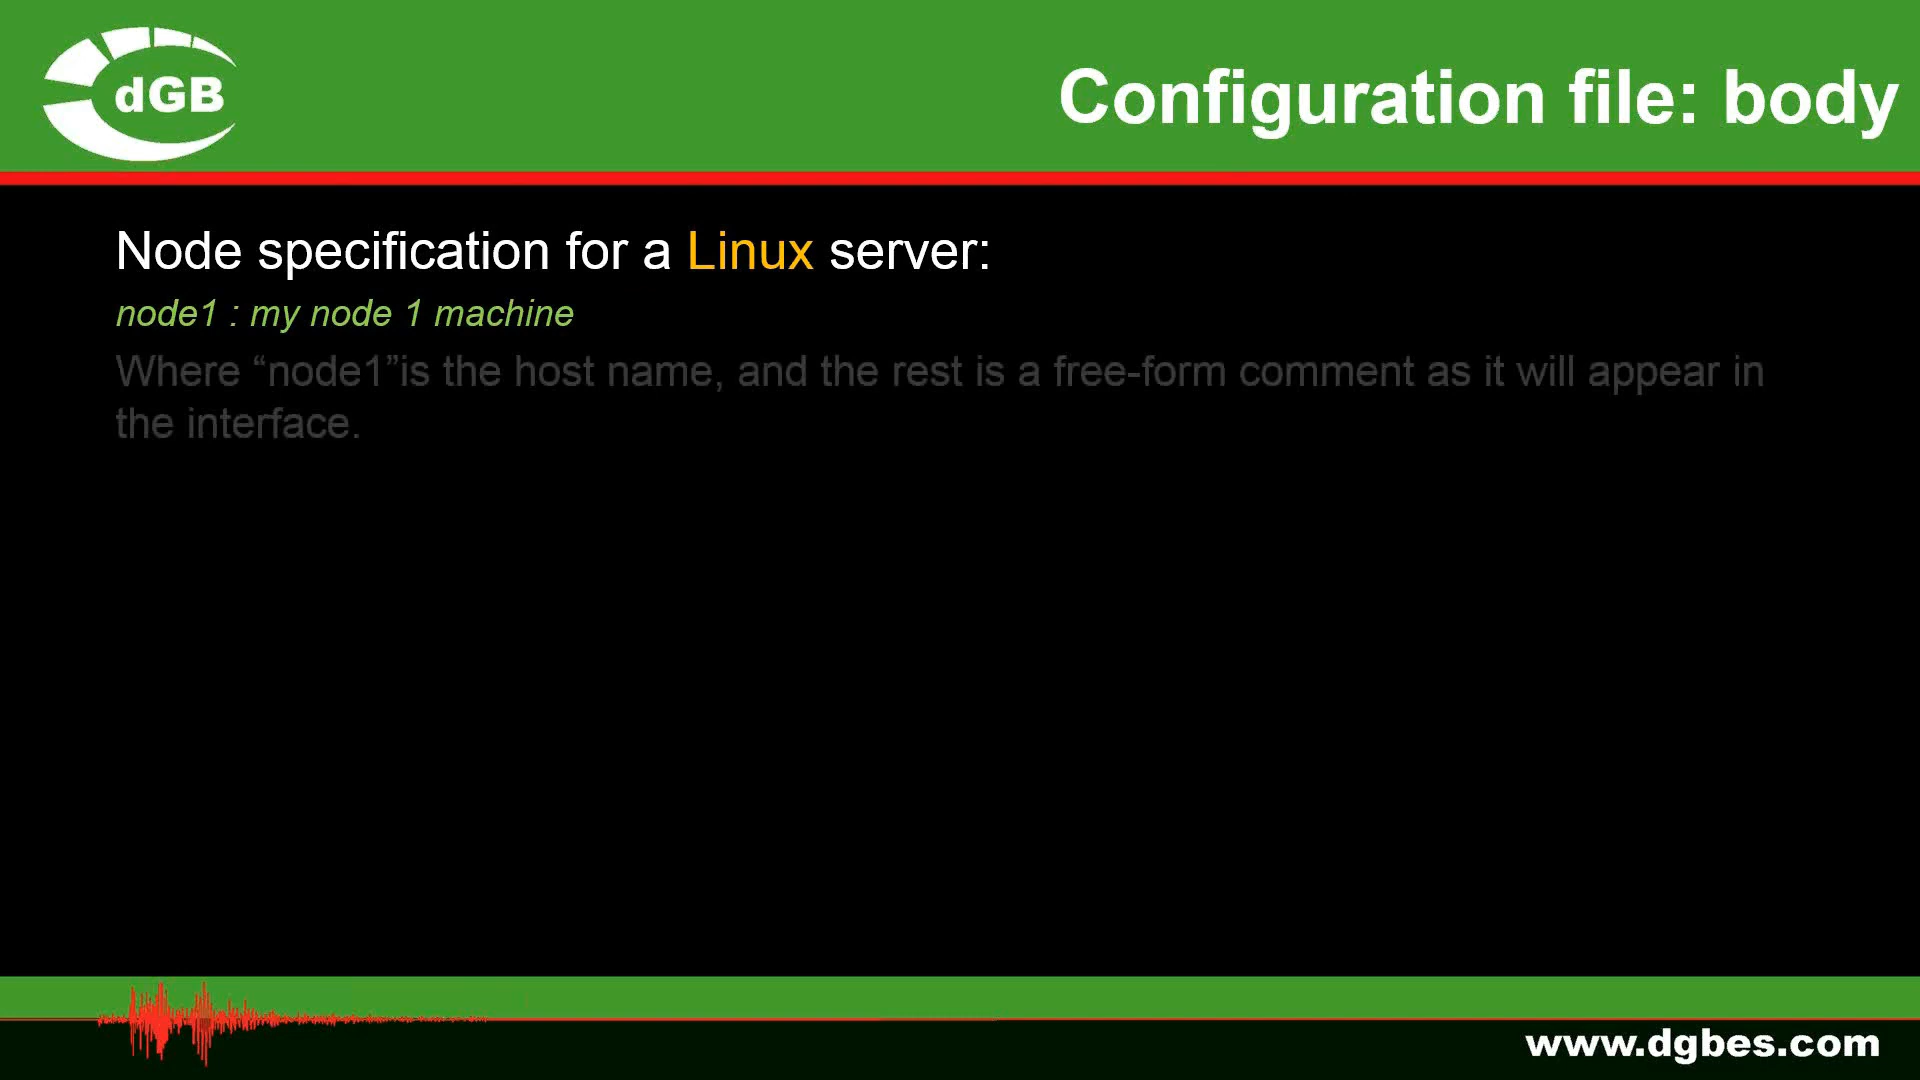 dGB
Configuration file: body
Node specification for a Linux server:
node1 : my node 1 machine
Where “node1”is the host name, and the rest is a free-form comment as it will appear in
the interface.
www.dgbes.com